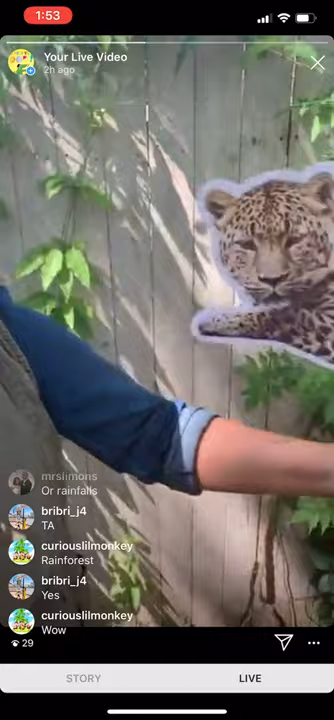 1:53
Your Live Video
2h ago
mrslimons
Or rainfalls
bribri_j4
TA
curiouslilmonkey
Rainforest
bribri_j4
Yes
curiouslilmonkey
Wow
29
STORY
LIVE